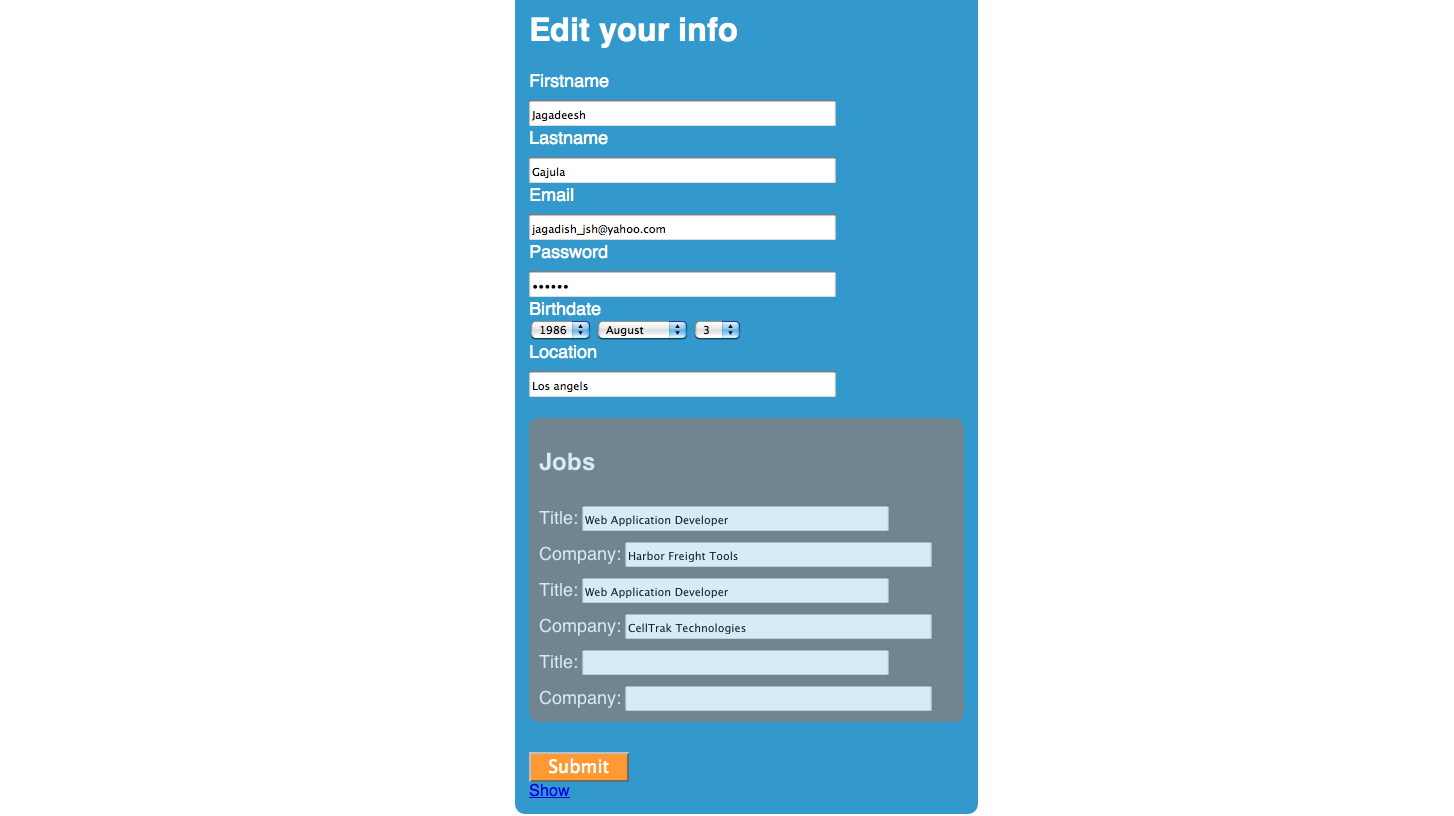 Edit your info
Firstname
Jagadeesh
Lastname
Gajula
Email
jagadish_jsh@yahoo.com
Password
••••••
Birthdate
1986 August 3
Location
Los angels
Jobs
Title: Web Application Developer
Company: Harbor Freight Tools
Title: Web Application Developer
Company: CellTrak Technologies
Title:
Company:
Submit
Show